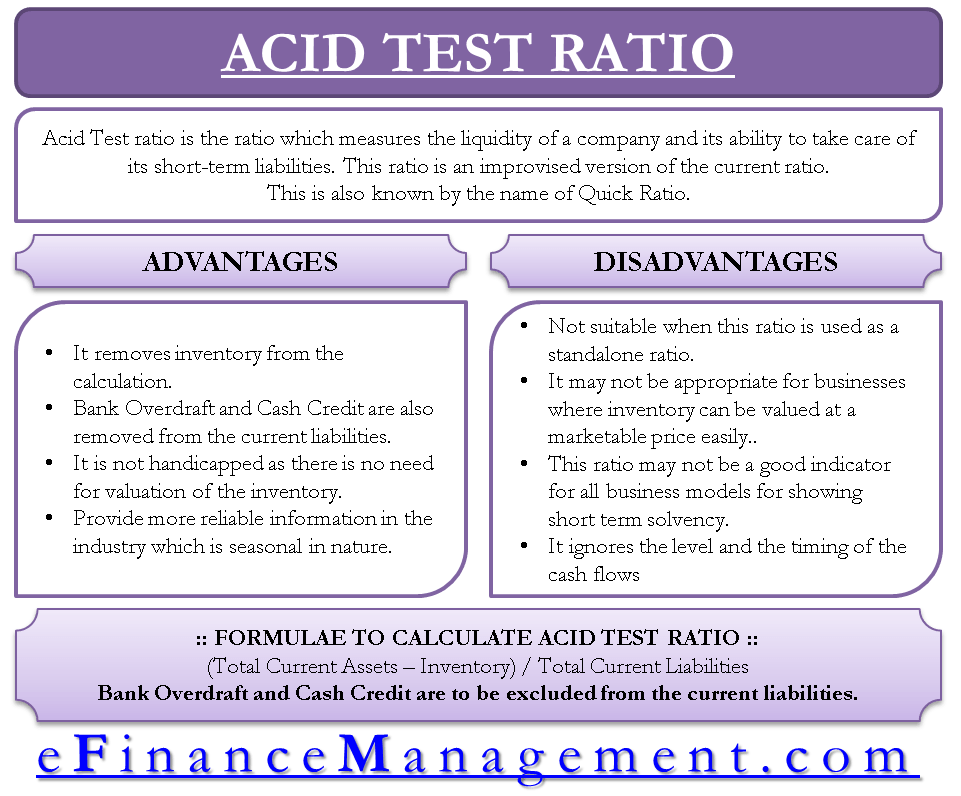 ACID TEST RATIO
Acid Test ratio is the ratio which measures the liquidity of a company and its ability to take care of
its short-term liabilities. This ratio is an improvised version of the current ratio.
This is also known by the name of Quick Ratio.
ADVANTAGES
• It removes inventory from the
calculation.
• Bank Overdraft and Cash Credit are also
removed from the current liabilities.
• It is not handicapped as there is no need
for valuation of the inventory.
• Provide more reliable information in the
industry which is seasonal in nature.
DISADVANTAGES
• Not suitable when this ratio is used as a
standalone ratio.
• It may not be appropriate for businesses
where inventory can be valued at a
marketable price easily..
• This ratio may not be a good indicator
for all business models for showing
short term solvency.
• It ignores the level and the timing of the
cash flows
:: FORMULAE TO CALCULATE ACID TEST RATIO ::
(Total Current Assets – Inventory) / Total Current Liabilities
Bank Overdraft and Cash Credit are to be excluded from the current liabilities.
eFinanceManagement.com